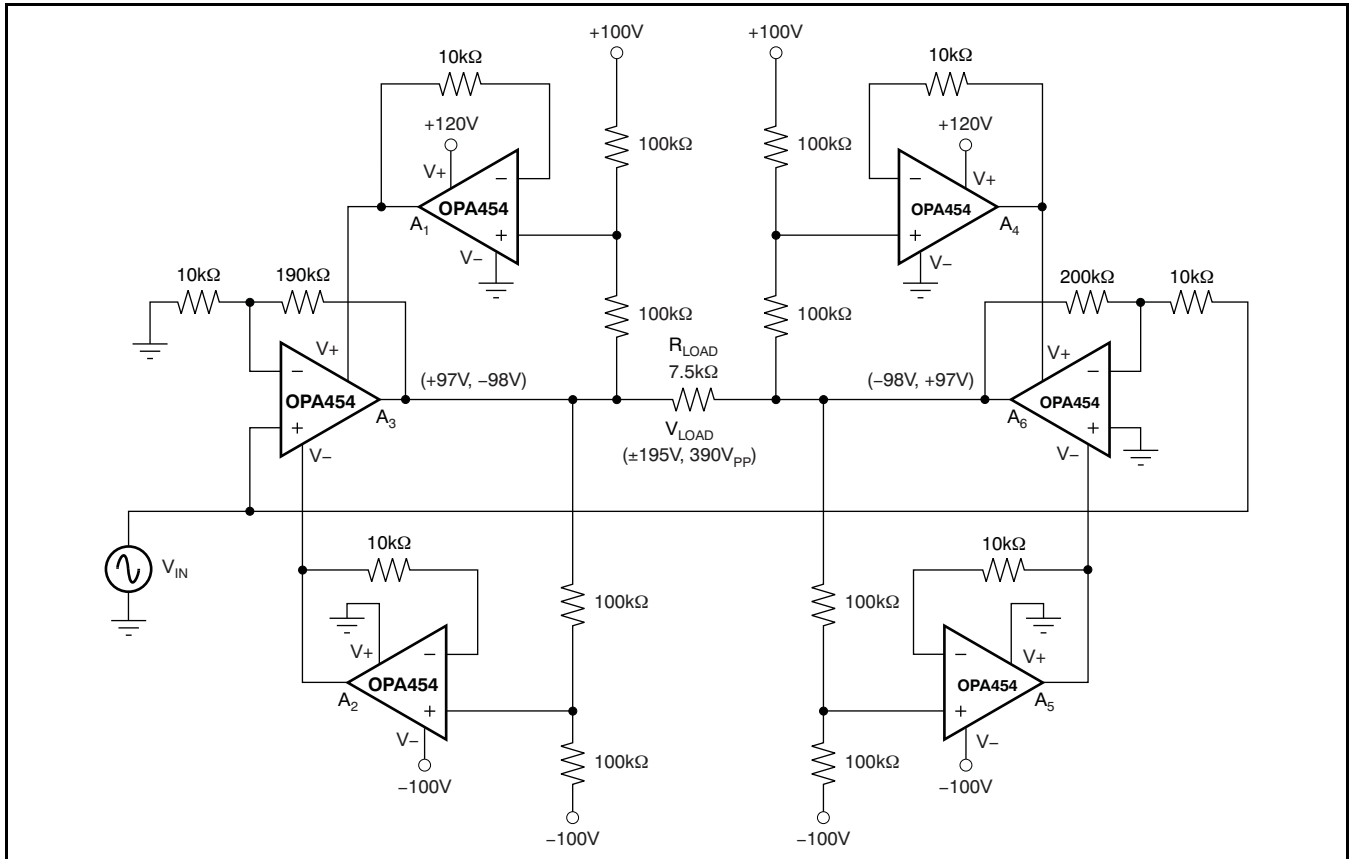 +100V
+100V
10kΩ
10kΩ
+120V
+120V
100kΩ
100kΩ
V+
V+
−
−
OPA454
OPA454
A1
A4
+
+
V−
V−
10kΩ
190kΩ
200kΩ
10kΩ
100kΩ
100kΩ
V+
V+
RLOAD
7.5kΩ
−
−
(+97V, −98V)
(−98V, +97V)
OPA454
OPA454
A3
A6
+
+
VLOAD
(±195V, 390VPP)
V−
V−
VIN
10kΩ
10kΩ
100kΩ
100kΩ
V+
V+
−
−
OPA454
OPA454
A2
A5
+
+
V−
V−
100kΩ
100kΩ
−100V
−100V
−100V
−100V